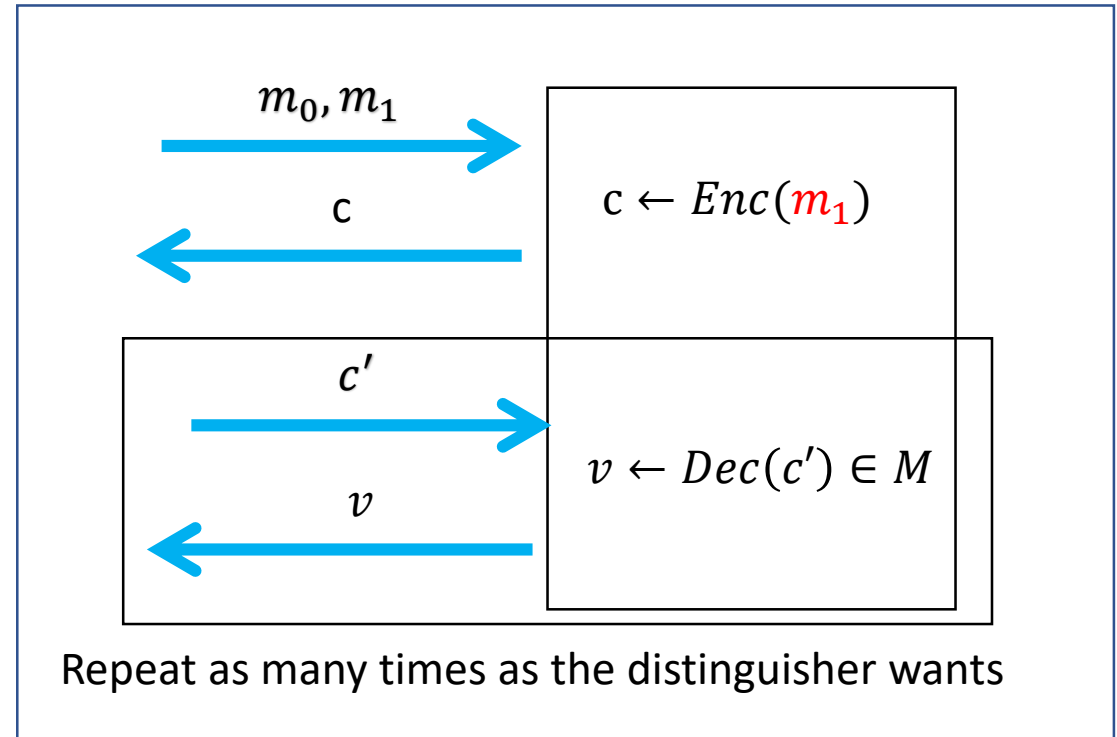 m₀, m₁
c
c ← Enc(m₁)
c′
v
v ← Dec(c′) ∈ M
Repeat as many times as the distinguisher wants